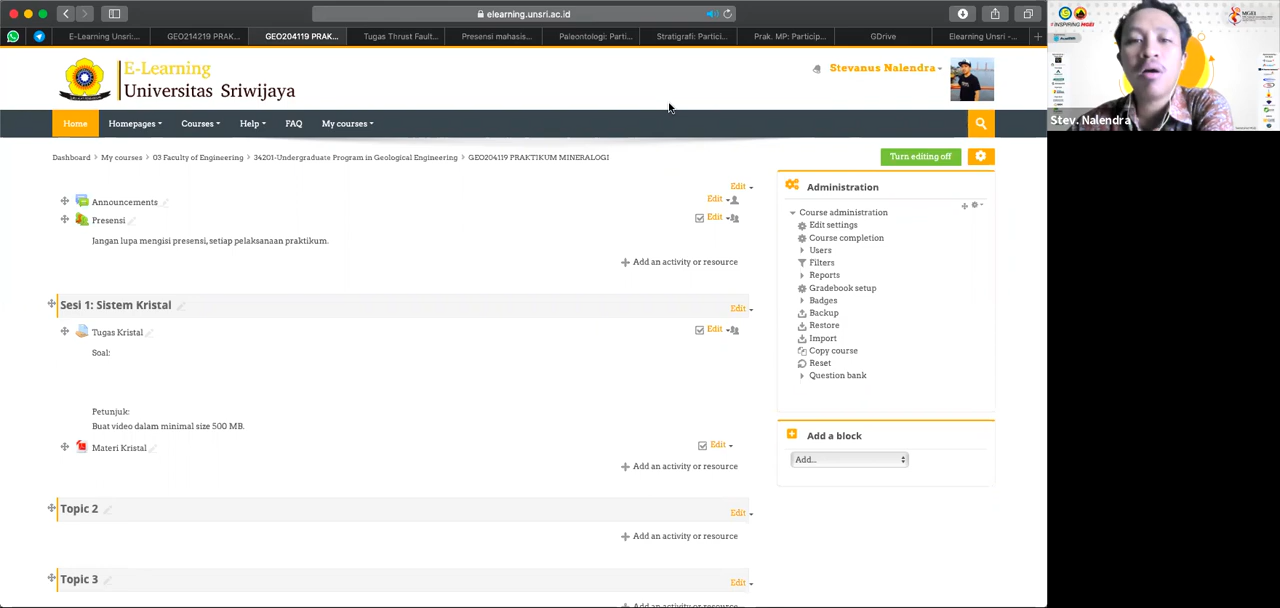 elearning.unsri.ac.id
E-Learning Unsri:...
GEO214219 PRAK...
GEO204119 PRAK...
Tugas Thrust Fault...
Presensi mahasis...
Paleontologi: Parti...
Stratigrafi: Partici...
Prak. MP: Particip...
GDrive
Elearning Unsri -...
E-Learning
Universitas Sriwijaya
Stevanus Nalendra
Home
Homepages
Courses
Help
FAQ
My courses
Dashboard > My courses > 03 Faculty of Engineering > 34201-Undergraduate Program in Geological Engineering > GEO204119 PRAKTIKUM MINERALOGI
Turn editing off
Edit
Announcements
Edit
Presensi
Edit
Jangan lupa mengisi presensi, setiap pelaksanaan praktikum.
Add an activity or resource
Sesi 1: Sistem Kristal
Edit
Tugas Kristal
Edit
Soal:
Petunjuk:
Buat video dalam minimal size 500 MB.
Materi Kristal
Edit
Add an activity or resource
Topic 2
Edit
Add an activity or resource
Topic 3
Edit
Add an activity or resource
Administration
Course administration
Edit settings
Course completion
Users
Filters
Reports
Gradebook setup
Badges
Backup
Restore
Import
Copy course
Reset
Question bank
Add a block
Add...
MGEI
Stev. Nalendra